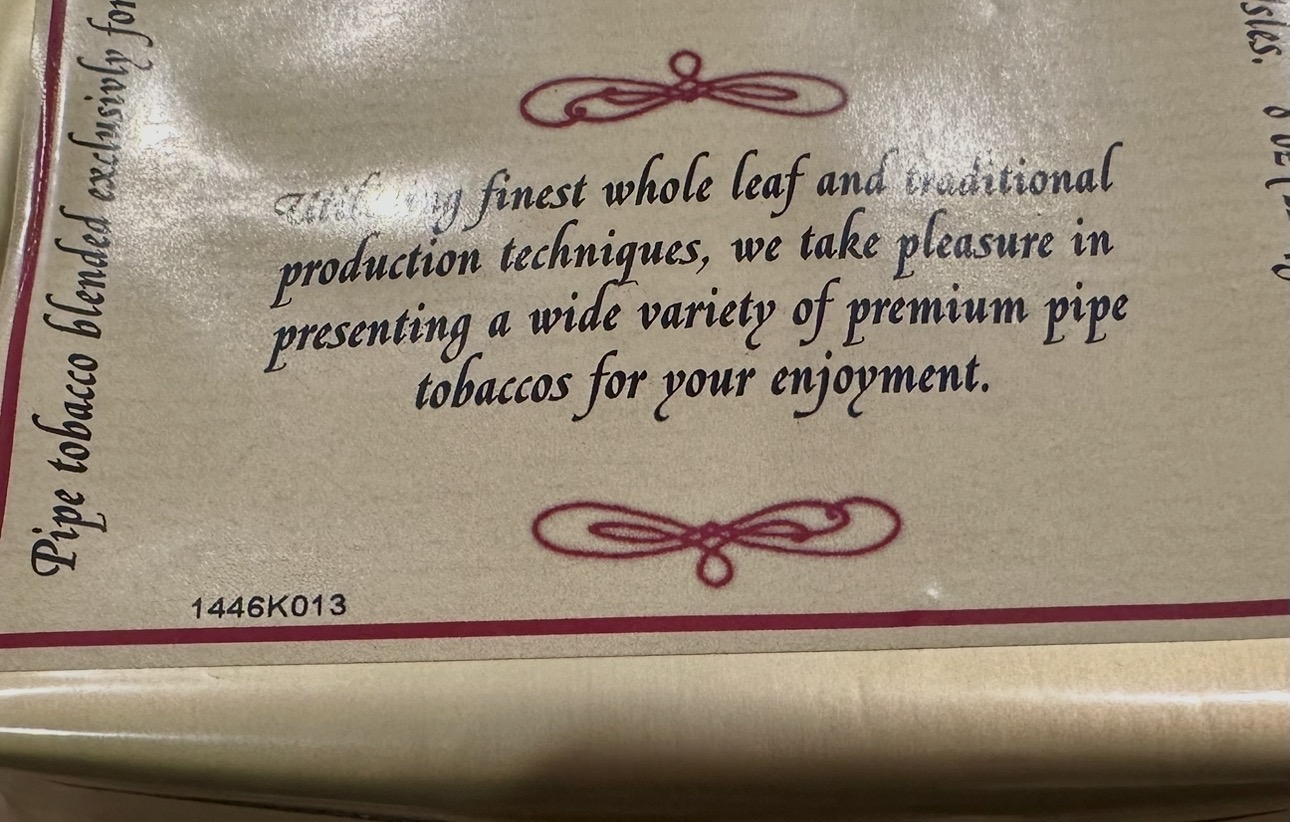 Pipe tobacco blended exclusivly for
finest whole leaf and traditional
production techniques, we take pleasure in
presenting a wide variety of premium pipe
tobaccos for your enjoyment.
1446K013